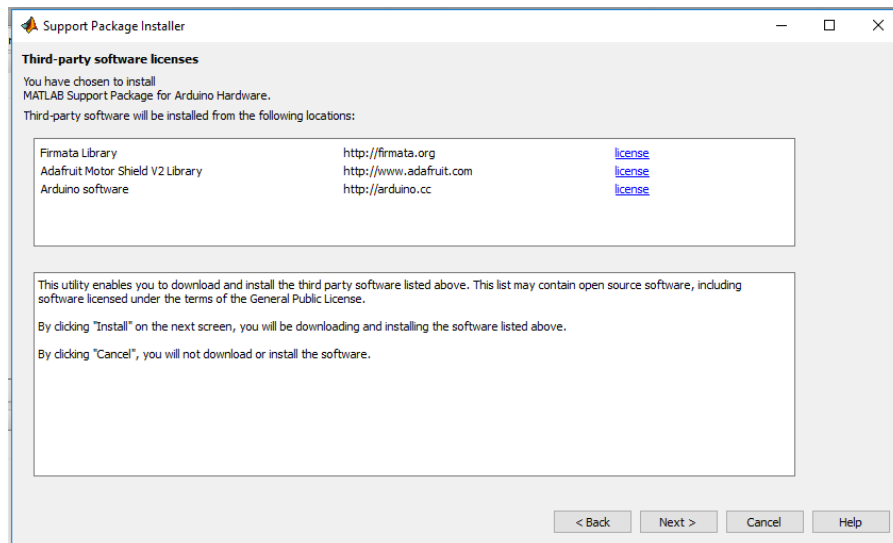 Support Package Installer
Third-party software licenses
You have chosen to install
MATLAB Support Package for Arduino Hardware.
Third-party software will be installed from the following locations:
Firmata Library http://firmata.org license
Adafruit Motor Shield V2 Library http://www.adafruit.com license
Arduino software http://arduino.cc license
This utility enables you to download and install the third party software listed above. This list may contain open source software, including
software licensed under the terms of the General Public License.
By clicking "Install" on the next screen, you will be downloading and installing the software listed above.
By clicking "Cancel", you will not download or install the software.
< Back Next > Cancel Help